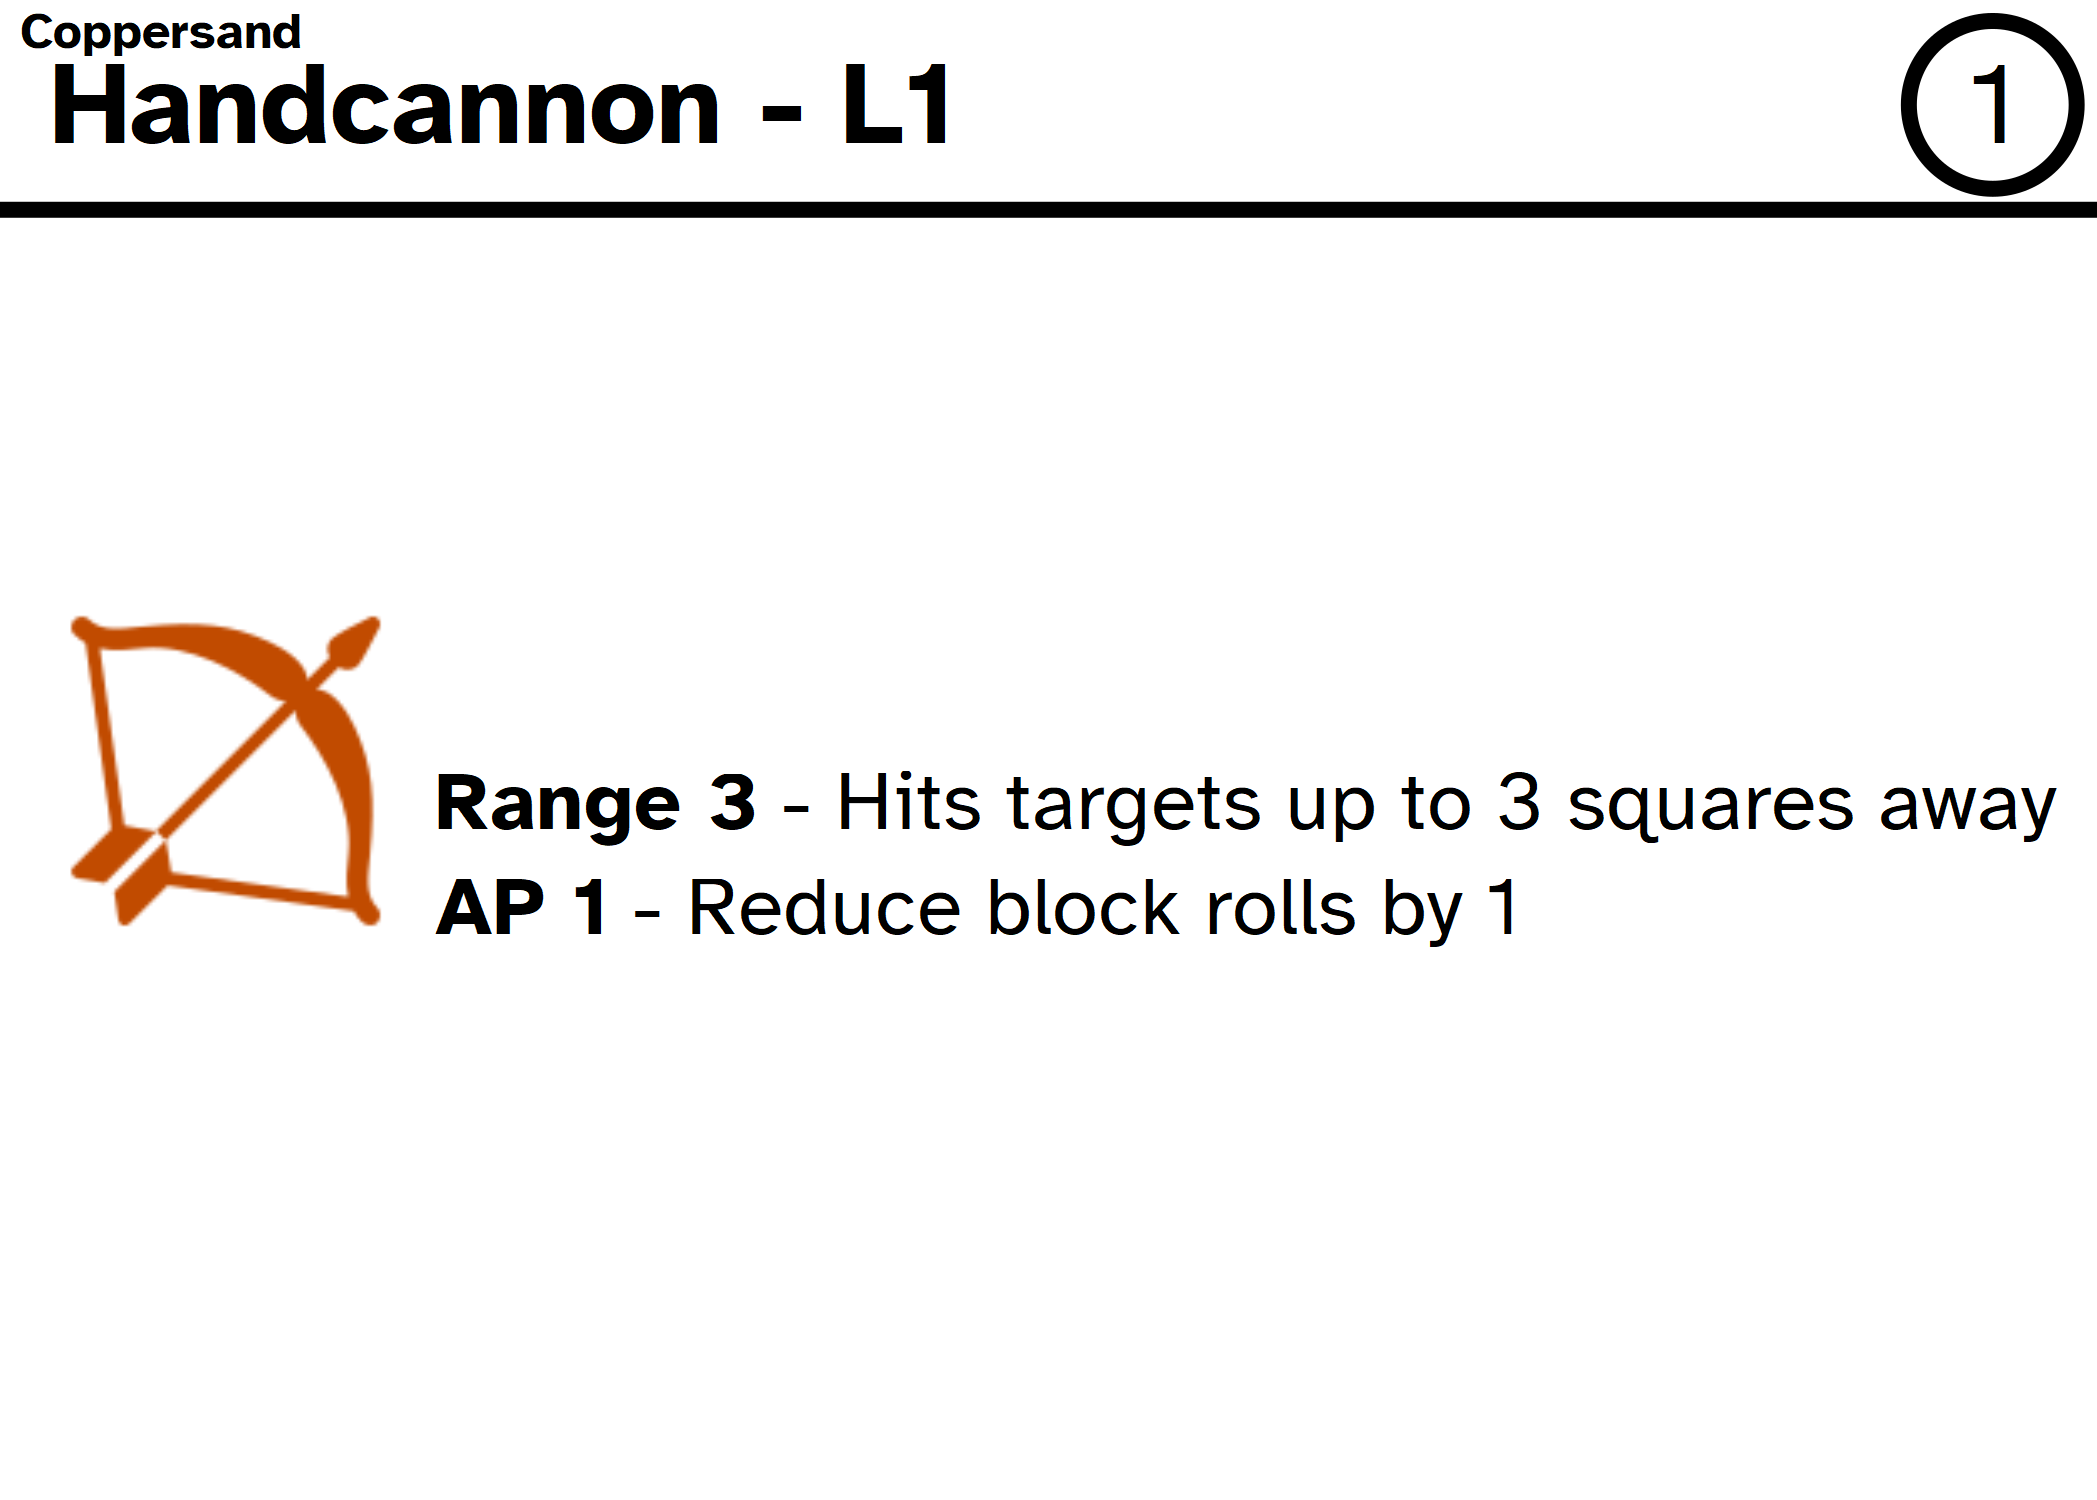 Coppersand
Handcannon - L1
1
Range 3 - Hits targets up to 3 squares away
AP 1 - Reduce block rolls by 1